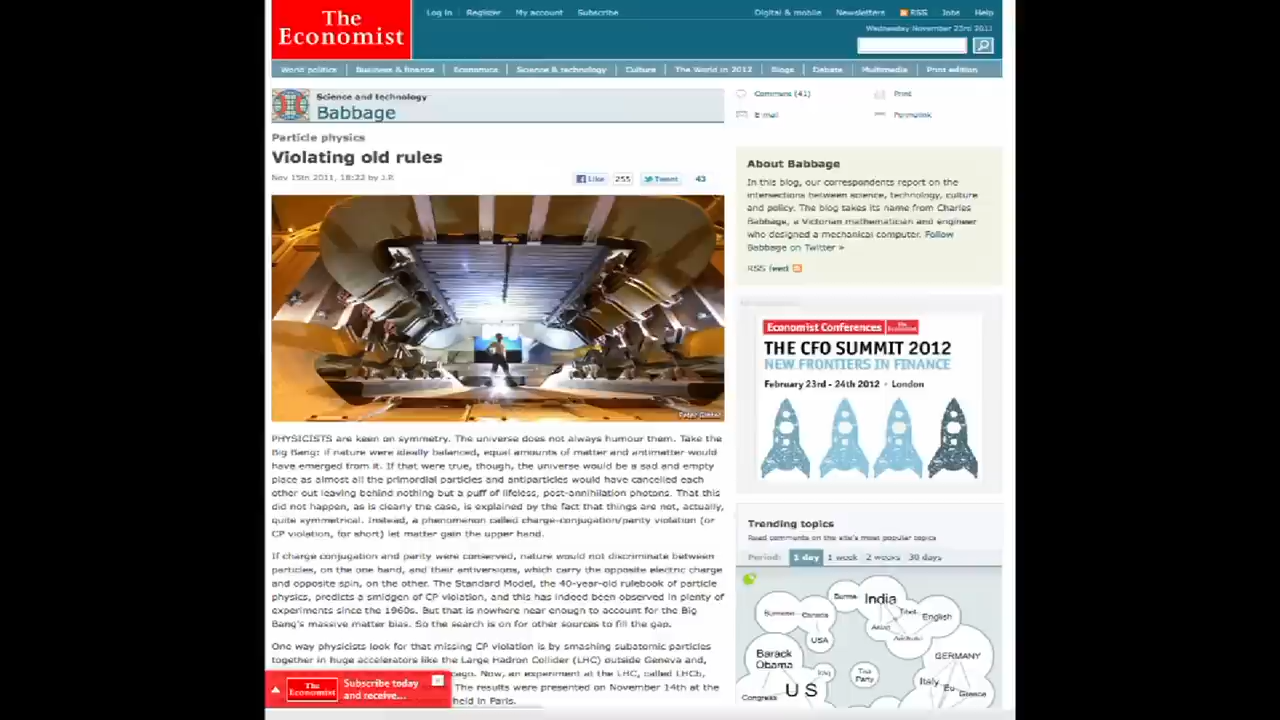 The
Economist
Log in
Register
My account
Subscribe
Digital & mobile
Newsletters
RSS
Jobs
Help
Wednesday November 23rd 2011
World politics
Business & finance
Economics
Science & technology
Culture
The World in 2012
Blogs
Debate
Multimedia
Print edition
Science and technology
Babbage
Comment (41)
Print
E-mail
Permalink
Particle physics
Violating old rules
Nov 15th 2011, 18:22 by J.P.
Like
255
Tweet
43
PHYSICISTS are keen on symmetry. The universe does not always humour them. Take the
Big Bang: if nature were ideally balanced, equal amounts of matter and antimatter would
have emerged from it. If that were true, though, the universe would be a sad and empty
place as almost all the primordial particles and antiparticles would have cancelled each
other out leaving behind nothing but a puff of lifeless, post-annihilation photons. That this
did not happen, as is clearly the case, is explained by the fact that things are not, actually,
quite symmetrical. Instead, a phenomenon called charge-conjugation/parity violation (or
CP violation, for short) let matter gain the upper hand.
If charge conjugation and parity were conserved, nature would not discriminate between
particles, on the one hand, and their antiversions, which carry the opposite electric charge
and opposite spin, on the other. The Standard Model, the 40-year-old rulebook of particle
physics, predicts a smidgen of CP violation, and this has indeed been observed in plenty of
experiments since the 1960s. But that is nowhere near enough to account for the Big
Bang's massive matter bias. So the search is on for other sources to fill the gap.
One way physicists look for that missing CP violation is by smashing subatomic particles
together in huge accelerators like the Large Hadron Collider (LHC) outside Geneva and,
cago. Now, an experiment at the LHC, called LHCb,
The results were presented on November 14th at the
held in Paris.
The
Economist
Subscribe today
and receive...
About Babbage
In this blog, our correspondents report on the
intersections between science, technology, culture
and policy. The blog takes its name from Charles
Babbage, a Victorian mathematician and engineer
who designed a mechanical computer. Follow
Babbage on Twitter »
RSS feed
Economist Conferences
The Economist
THE CFO SUMMIT 2012
NEW FRONTIERS IN FINANCE
February 23rd - 24th 2012 · London
Trending topics
Read comments on the site's most popular topics
Period:
1 day
1 week
2 weeks
30 days
Burma
India
Tibet
English
Canada
Asian
USA
GERMANY
Barack
Obama
Iraq
Tea
Party
Italy
Eu
Greece
Congress
U S